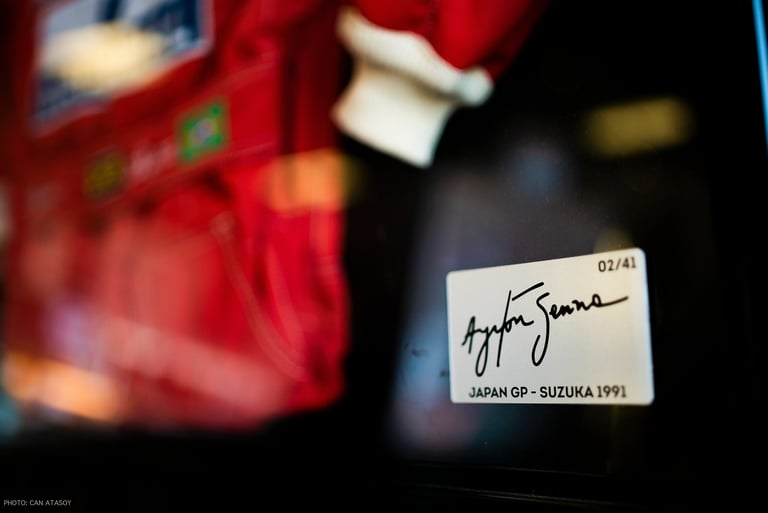 02/41
Ayrton Senna
JAPAN GP - SUZUKA 1991
PHOTO: CAN ATASOY